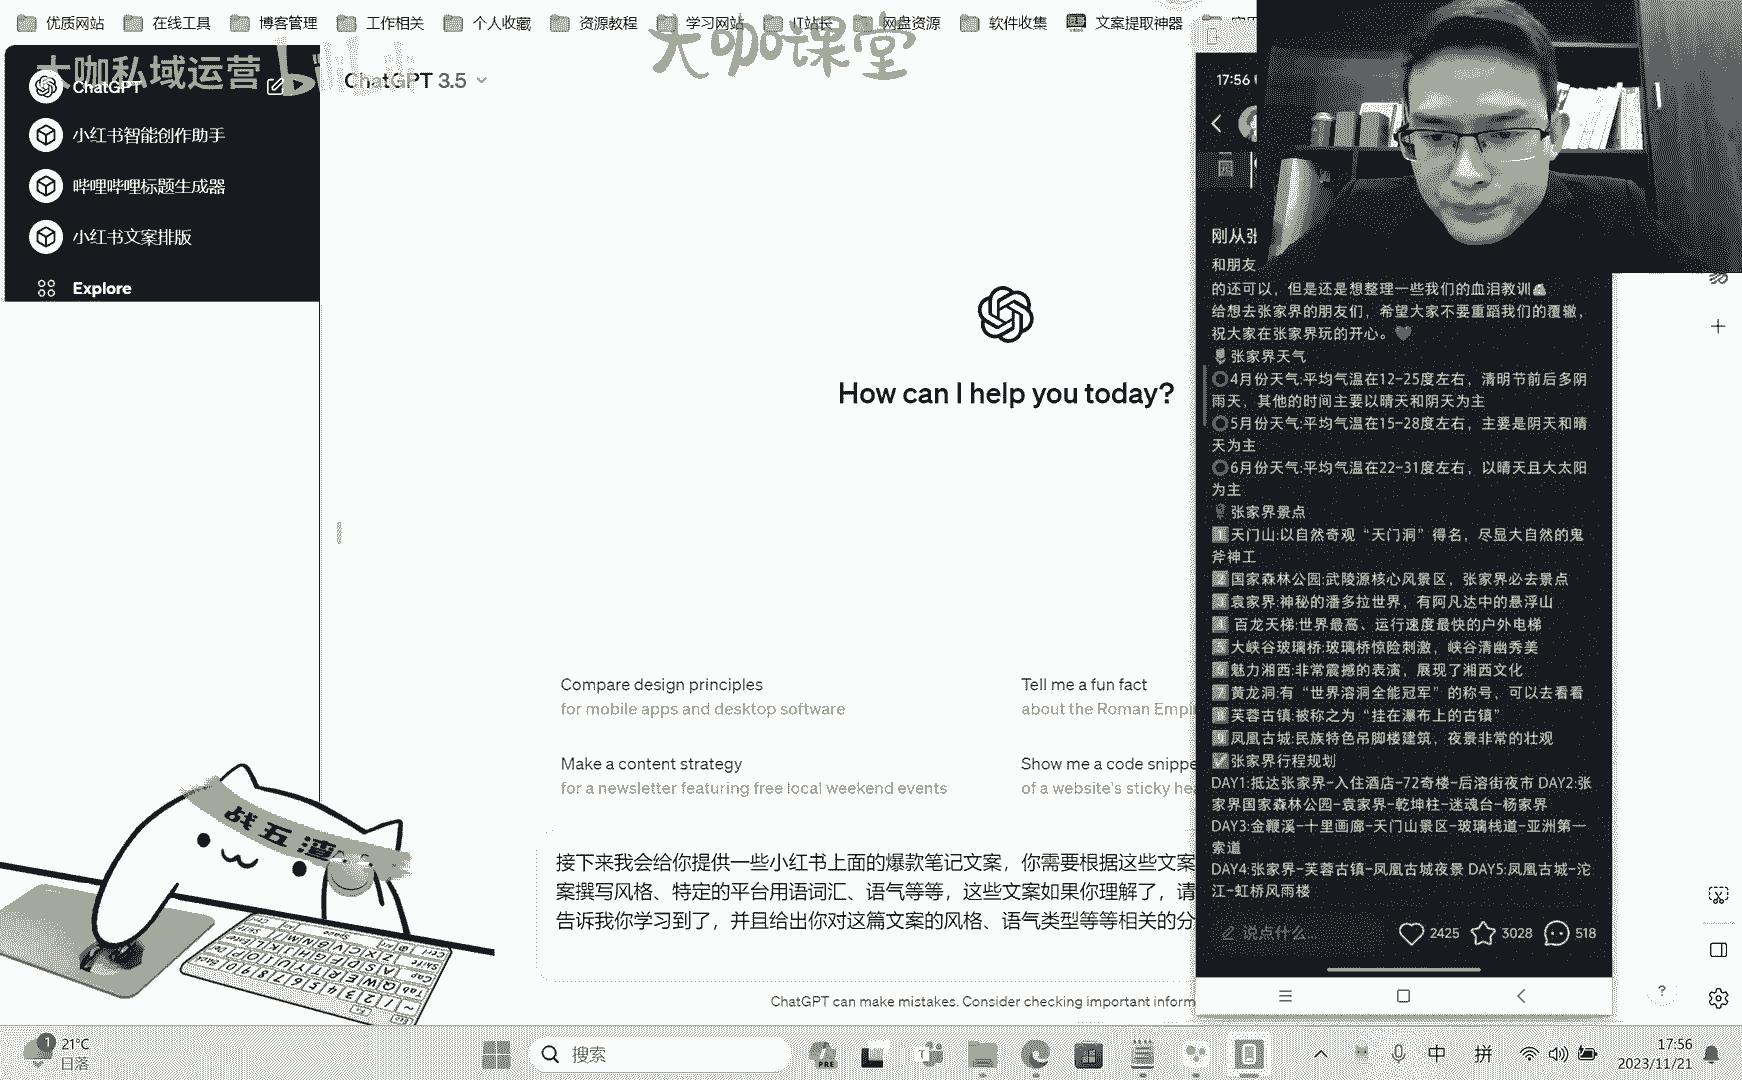 优质网站
在线工具
博客管理
工作相关
个人收藏
资源教程
学习网站
IT站长
网盘资源
软件收集
文案提取神器
大咖私域运营
大咖课堂
ChatGPT
小红书智能创作助手
哔哩哔哩标题生成器
小红书文案排版
Explore
ChatGPT 3.5
How can I help you today?
Compare design principles
for mobile apps and desktop software
Tell me a fun fact
about the Roman Empi
Make a content strategy
for a newsletter featuring free local weekend events
Show me a code snippe
of a website's sticky hea
接下来我会给你提供一些小红书上面的爆款笔记文案，你需要根据这些文案
案撰写风格、特定的平台用语词汇、语气等等，这些文案如果你理解了，请
告诉我你学习到了，并且给出你对这篇文案的风格、语气类型等等相关的分
ChatGPT can make mistakes. Consider checking important inform
17:56
刚从张
和朋友
的还可以，但是还是想整理一些我们的血泪教训
给想去张家界的朋友们，希望大家不要重蹈我们的覆辙，
祝大家在张家界玩的开心。
张家界天气
4月份天气:平均气温在12-25度左右，清明节前后多阴
雨天，其他的时间主要以晴天和阴天为主
5月份天气:平均气温在15-28度左右，主要是阴天和晴
天为主
6月份天气:平均气温在22-31度左右，以晴天且大太阳
为主
张家界景点
1天门山:以自然奇观“天门洞”得名，尽显大自然的鬼
斧神工
2国家森林公园:武陵源核心风景区，张家界必去景点
3袁家界:神秘的潘多拉世界，有阿凡达中的悬浮山
4 百龙天梯:世界最高、运行速度最快的户外电梯
5大峡谷玻璃桥:玻璃桥惊险刺激，峡谷清幽秀美
6魅力湘西:非常震撼的表演，展现了湘西文化
7黄龙洞:有“世界溶洞全能冠军”的称号，可以去看看
8芙蓉古镇:被称之为“挂在瀑布上的古镇”
9凤凰古城:民族特色吊脚楼建筑，夜景非常的壮观
张家界行程规划
DAY1:抵达张家界-入住酒店-72奇楼-后溶街夜市 DAY2:张
家界国家森林公园-袁家界-乾坤柱-迷魂台-杨家界
DAY3:金鞭溪-十里画廊-天门山景区-玻璃栈道-亚洲第一
索道
DAY4:张家界-芙蓉古镇-凤凰古城夜景 DAY5:凤凰古城-沱
江-虹桥风雨楼
说点什么...
2425
3028
518
战五渣
1
21°C
日落
搜索
PRE
中
拼
17:56
2023/11/21